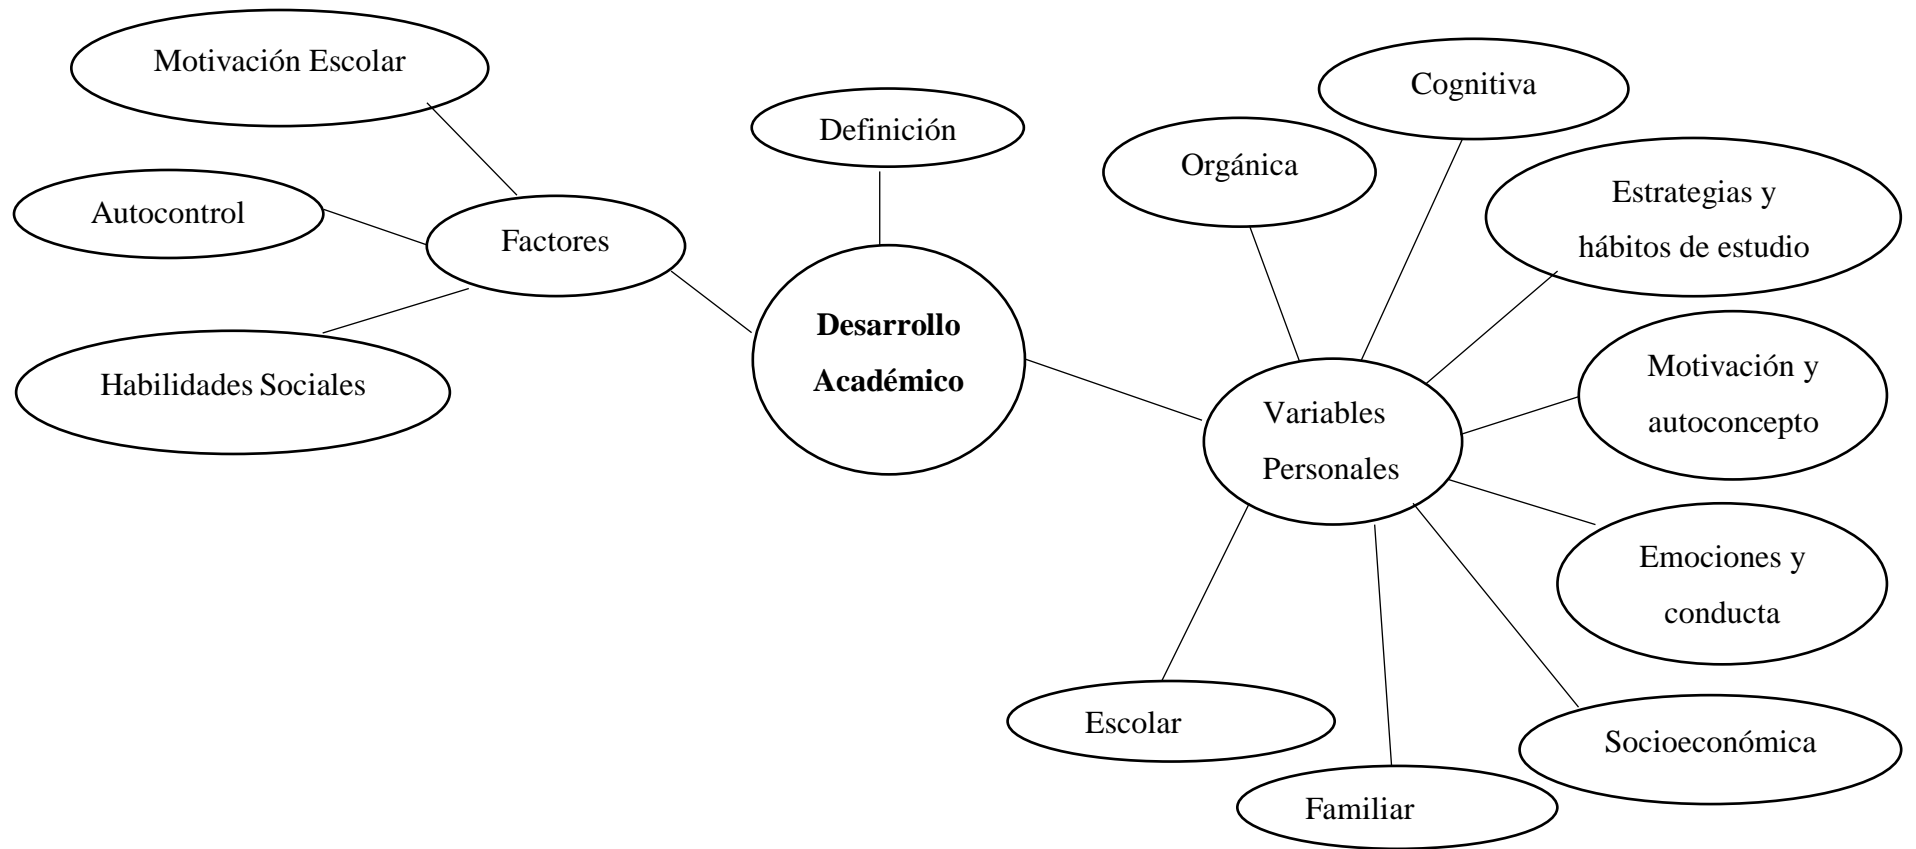 Motivación Escolar
Autocontrol
Habilidades Sociales
Factores
Definición
Desarrollo
Académico
Orgánica
Cognitiva
Estrategias y
hábitos de estudio
Motivación y
autoconcepto
Variables
Personales
Emociones y
conducta
Socioeconómica
Escolar
Familiar